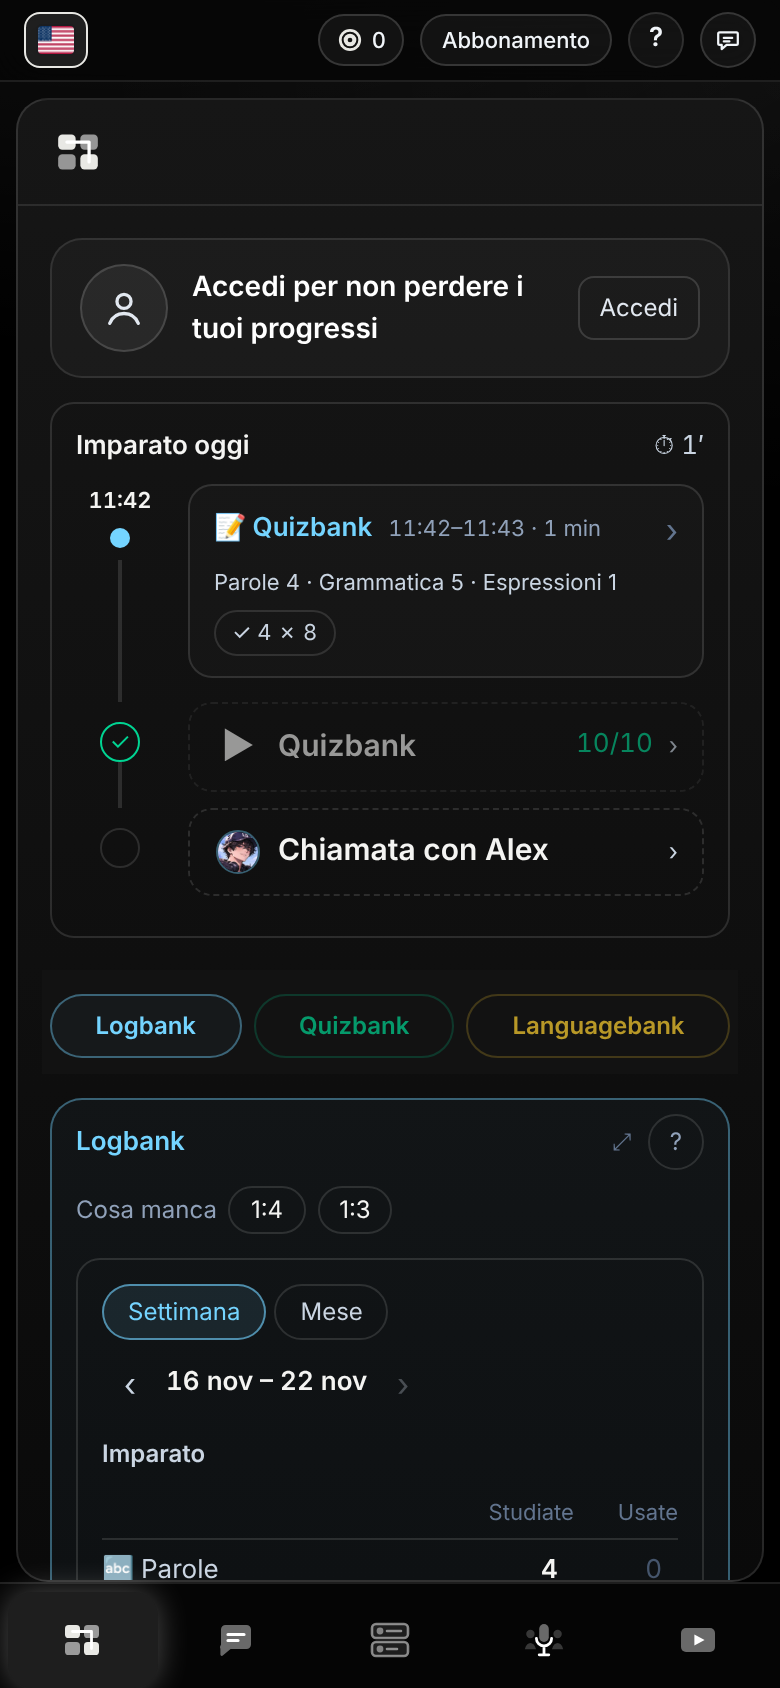 0
Abbonamento
?
Accedi per non perdere i
tuoi progressi
Accedi
Imparato oggi
⏱ 1′
11:42
📝 Quizbank 11:42–11:43 · 1 min ›
Parole 4 · Grammatica 5 · Espressioni 1
✓ 4 × 8
▶ Quizbank 10/10 ›
Chiamata con Alex ›
Logbank
Quizbank
Languagebank
Logbank
?
Cosa manca 1:4 1:3
Settimana Mese
‹ 16 nov – 22 nov ›
Imparato
Studiate Usate
🔤 Parole 4 0